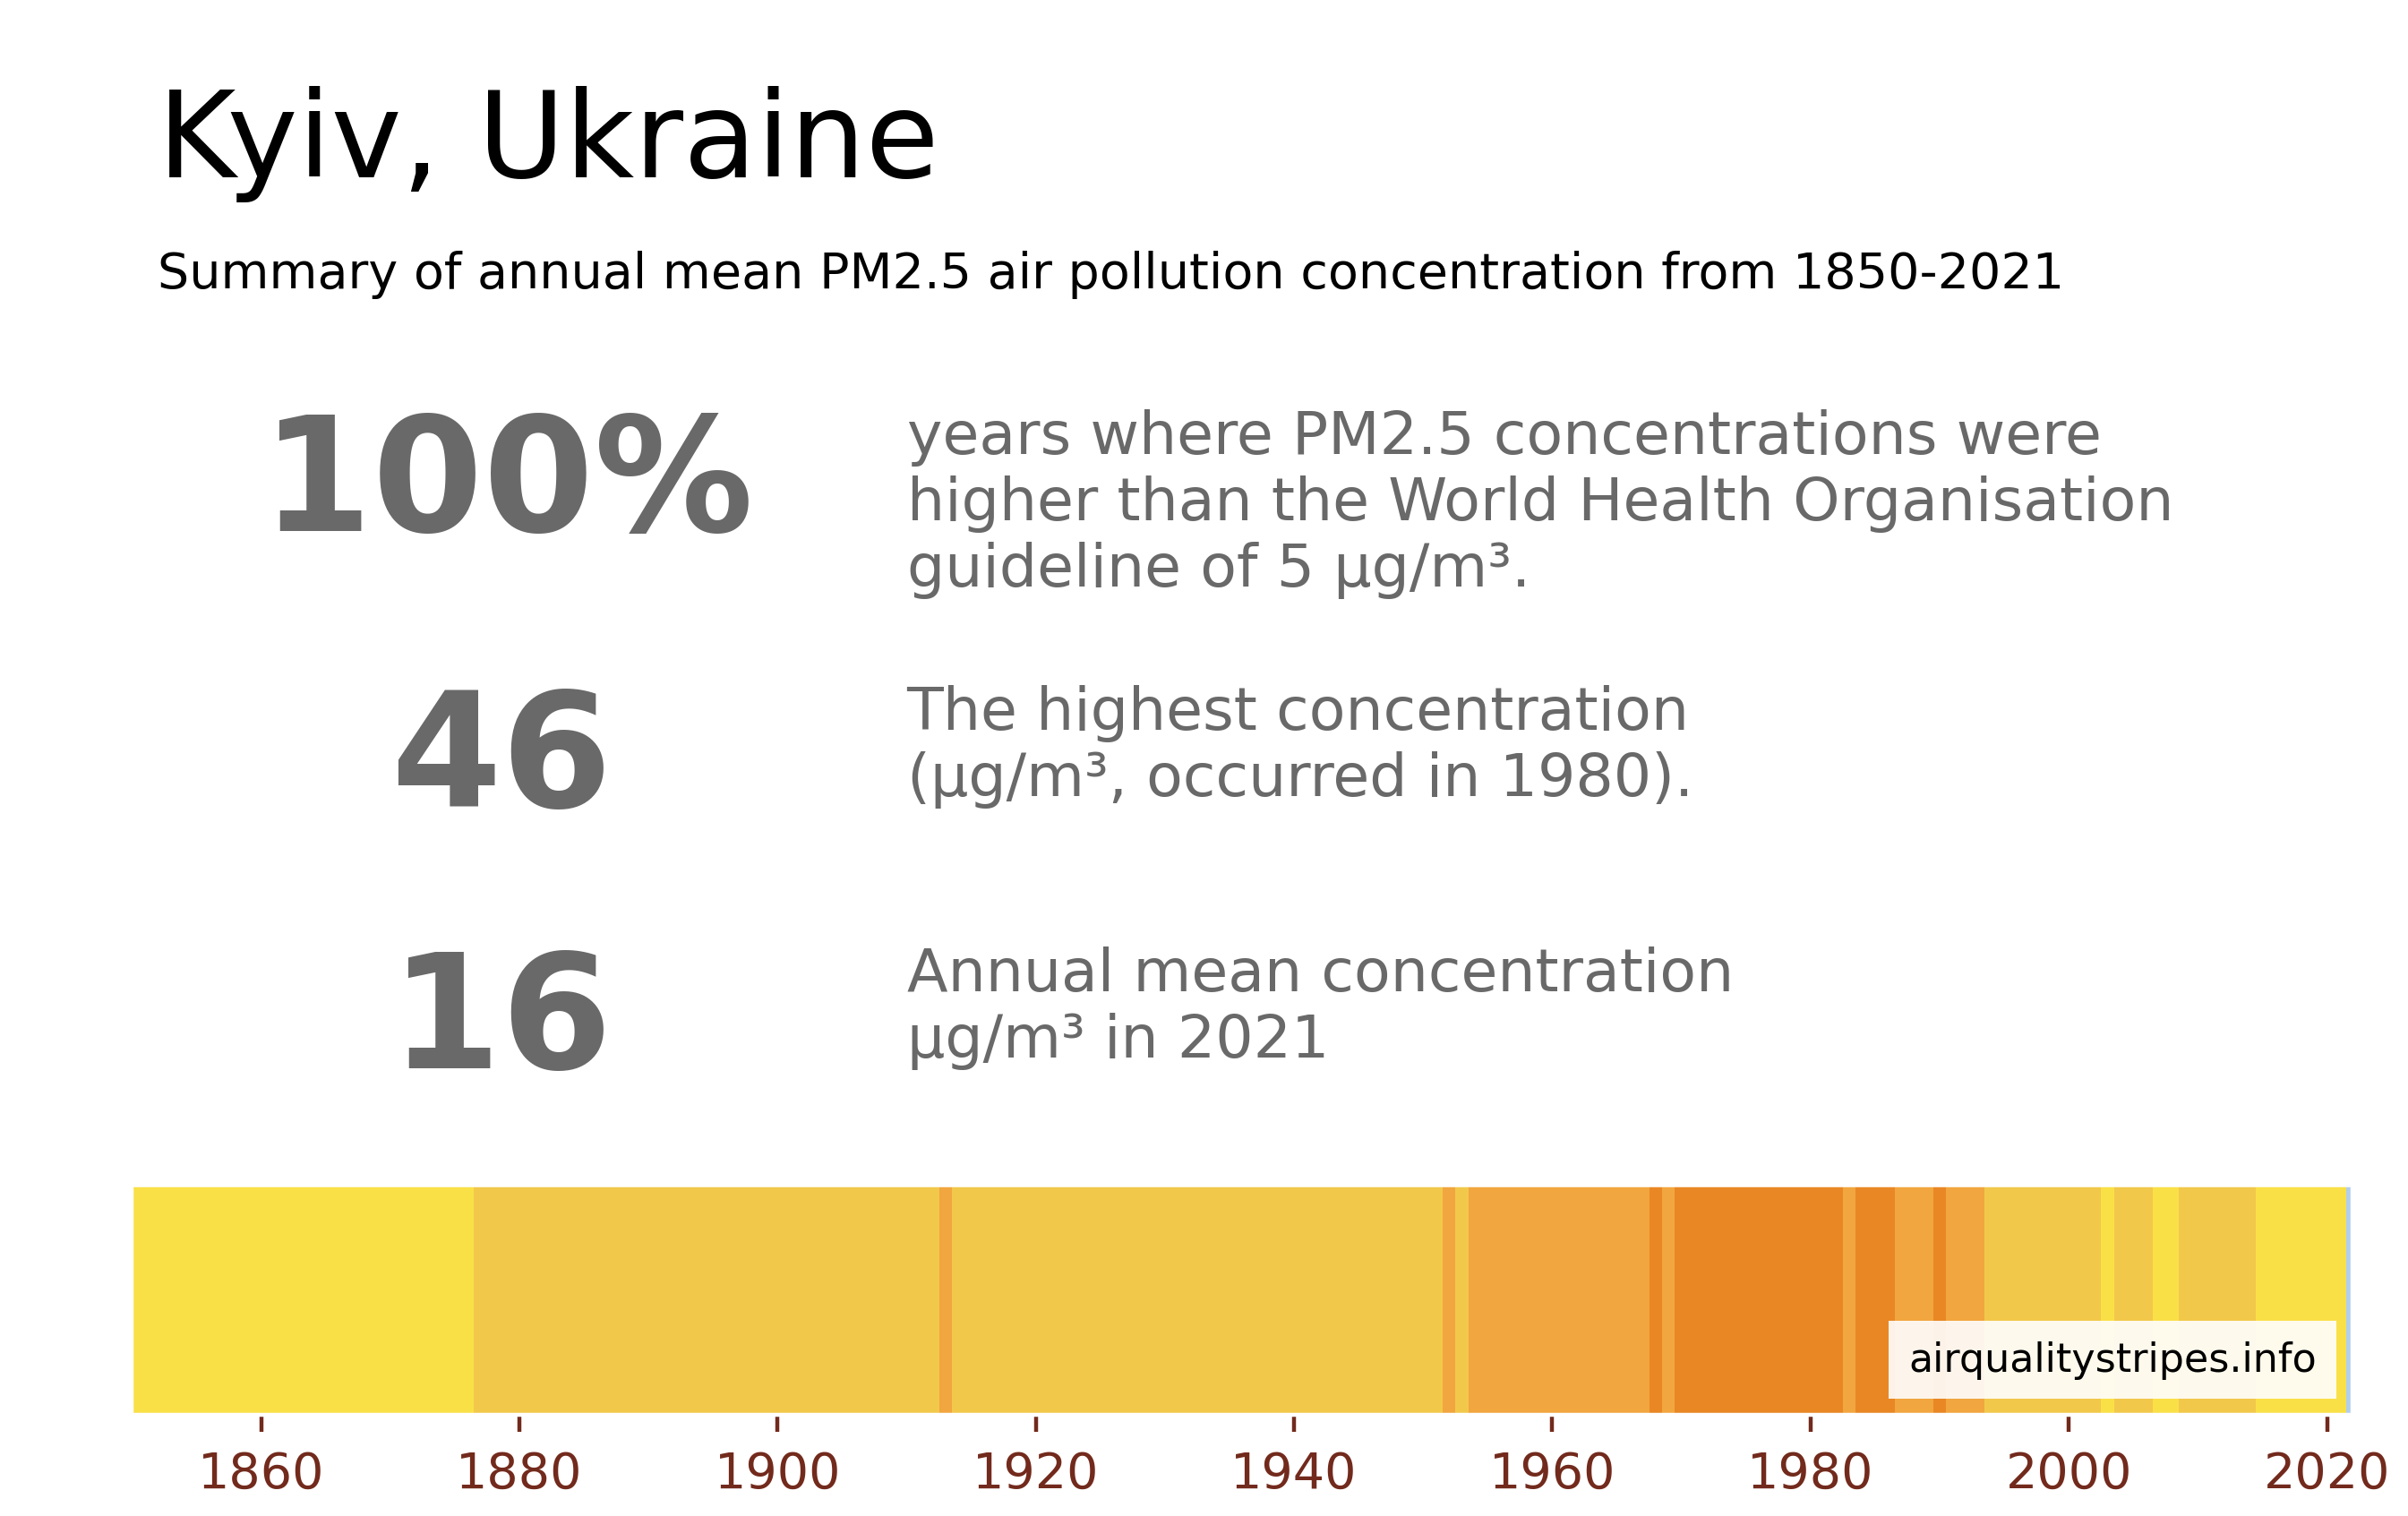 Kyiv, Ukraine
Summary of annual mean PM2.5 air pollution concentration from 1850-2021
100%
years where PM2.5 concentrations were
higher than the World Health Organisation
guideline of 5 µg/m³.
46
The highest concentration
(µg/m³, occurred in 1980).
16
Annual mean concentration
µg/m³ in 2021
airqualitystripes.info
1860 1880 1900 1920 1940 1960 1980 2000 2020